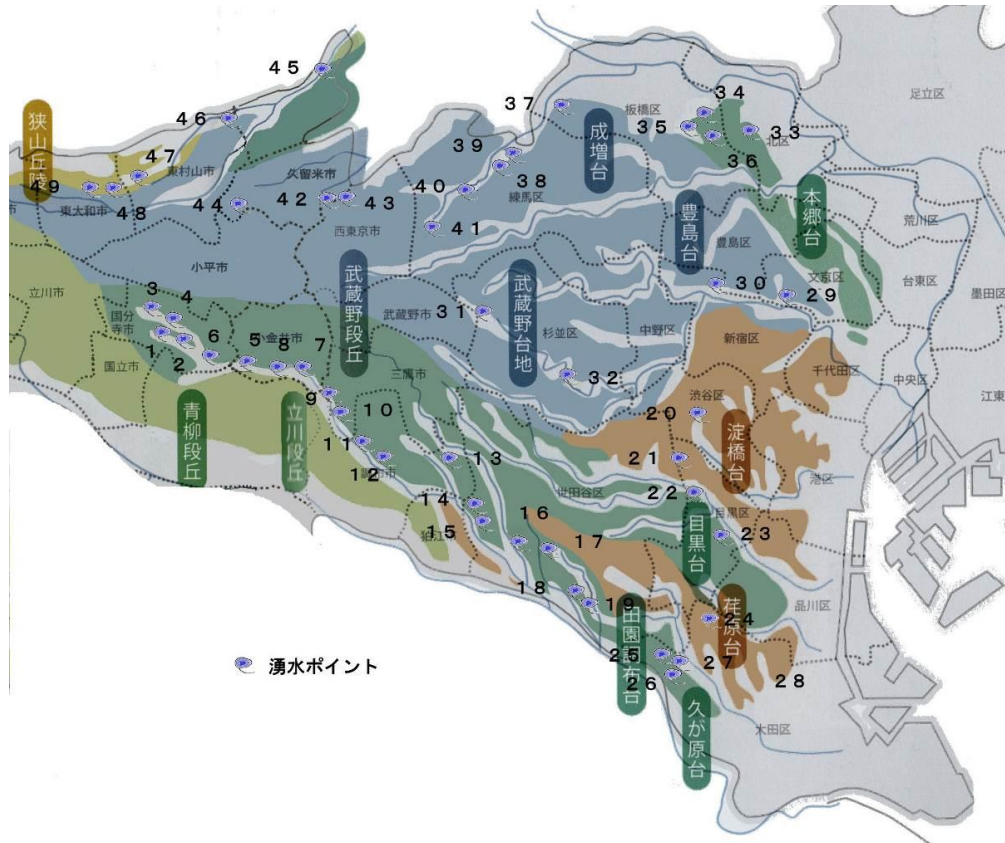 ４５
３４
３７
板橋区
足立区
４６
成増台
３５
３３
北区
狭山丘陵
３９
３６
４７
東村山市
久留米市
３８
４９
４０
練馬区
本郷台
４８
４４
４２
４３
東大和市
４１
豊島台
荒川区
西東京市
豊島区
小平市
文京区
台東区
武蔵野段丘
武蔵野台地
３０
２９
墨田区
３
４
立川市
国分寺市
武蔵野市
３１
杉並区
中野区
新宿区
６
５
８
７
小金井市
１
２
国立市
三鷹市
千代田区
中央区
３２
渋谷区
江東
青柳段丘
立川段丘
９
１０
２０
淀橋台
１１
１３
２１
１２
世田谷区
２２
港区
１４
１６
目黒区
１５
狛江市
１７
目黒台
２３
１８
１９
品川区
田園調布台
荏原台
２４
湧水ポイント
２５
２７
２６
２８
久が原台
大田区